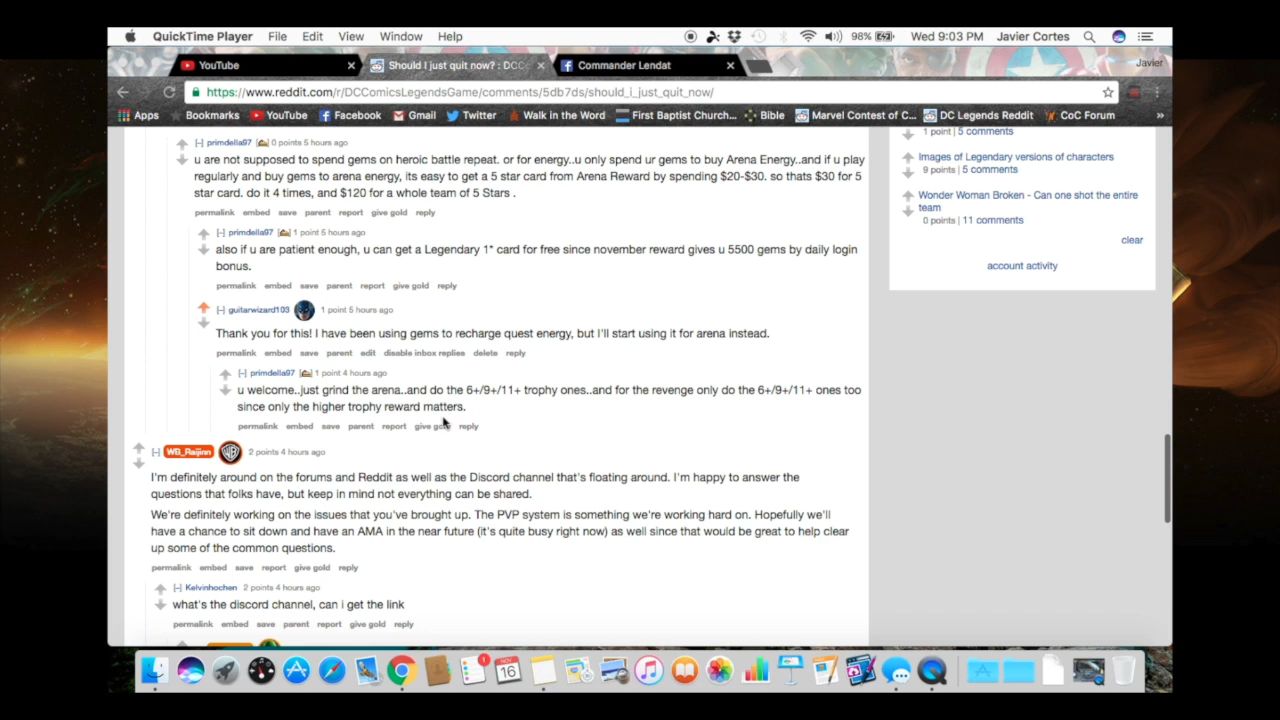 QuickTime Player File Edit View Window Help 98% Wed 9:03 PM Javier Cortes
YouTube Should I just quit now? : DCC Commander Lendat Javier
https://www.reddit.com/r/DCComicsLegendsGame/comments/5db7ds/should_i_just_quit_now/
Apps Bookmarks YouTube Facebook Gmail Twitter Walk in the Word First Baptist Church... Bible Marvel Contest of C... DC Legends Reddit CoC Forum »
[-] primdella97 0 points 5 hours ago
u are not supposed to spend gems on heroic battle repeat. or for energy..u only spend ur gems to buy Arena Energy..and if u play
regularly and buy gems to arena energy, its easy to get a 5 star card from Arena Reward by spending $20-$30. so thats $30 for 5
star card. do it 4 times, and $120 for a whole team of 5 Stars .
permalink embed save parent report give gold reply
[-] primdella97 1 point 5 hours ago
also if u are patient enough, u can get a Legendary 1* card for free since november reward gives u 5500 gems by daily login
bonus.
permalink embed save parent report give gold reply
[-] guitarwizard103 1 point 5 hours ago
Thank you for this! I have been using gems to recharge quest energy, but I'll start using it for arena instead.
permalink embed save parent edit disable inbox replies delete reply
[-] primdella97 1 point 4 hours ago
u welcome..just grind the arena..and do the 6+/9+/11+ trophy ones..and for the revenge only do the 6+/9+/11+ ones too
since only the higher trophy reward matters.
permalink embed save parent report give gold reply
[-] WB_Raijinn 2 points 4 hours ago
I'm definitely around on the forums and Reddit as well as the Discord channel that's floating around. I'm happy to answer the
questions that folks have, but keep in mind not everything can be shared.
We're definitely working on the issues that you've brought up. The PVP system is something we're working hard on. Hopefully we'll
have a chance to sit down and have an AMA in the near future (it's quite busy right now) as well since that would be great to help clear
up some of the common questions.
permalink embed save report give gold reply
[-] Kelvinhochen 2 points 4 hours ago
what's the discord channel, can i get the link
permalink embed save parent report give gold reply
1 point | 5 comments
Images of Legendary versions of characters
9 points | 5 comments
Wonder Woman Broken - Can one shot the entire
team
0 points | 11 comments
clear
account activity
1
NOV
16